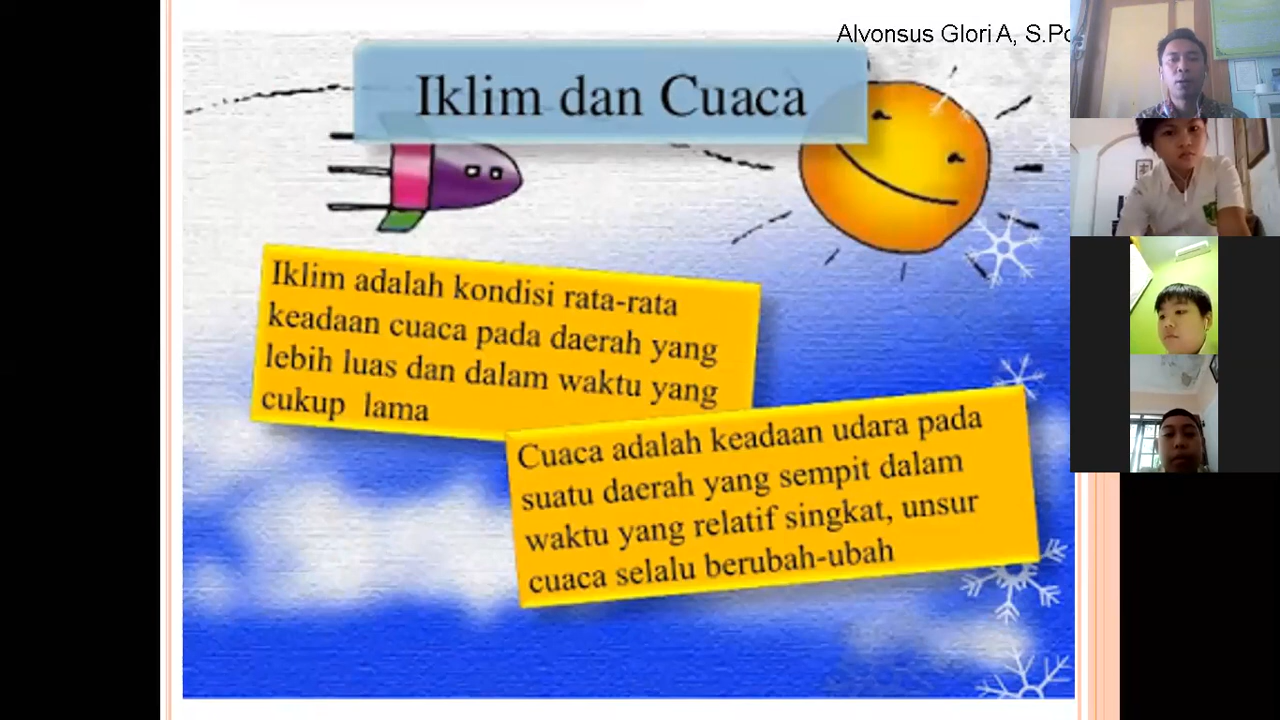 Alvonsus Glori A,
Iklim dan Cuaca
Iklim adalah kondisi rata-rata
keadaan cuaca pada daerah yang
lebih luas dan dalam waktu yang
cukup lama
Cuaca adalah keadaan udara pada
suatu daerah yang sempit dalam
waktu yang relatif singkat, unsur
cuaca selalu berubah-ubah